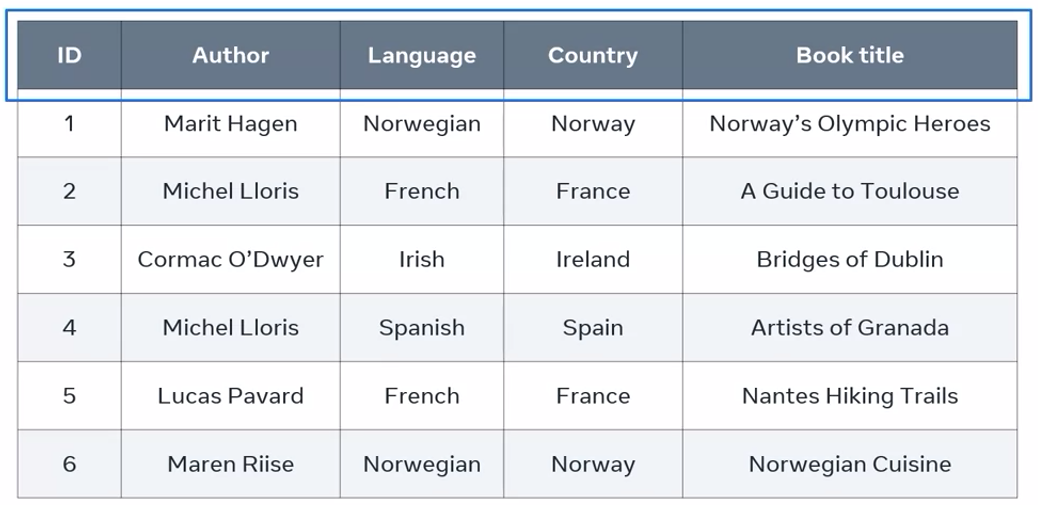 ID Author Language Country Book title
1 Marit Hagen Norwegian Norway Norway’s Olympic Heroes
2 Michel Lloris French France A Guide to Toulouse
3 Cormac O’Dwyer Irish Ireland Bridges of Dublin
4 Michel Lloris Spanish Spain Artists of Granada
5 Lucas Pavard French France Nantes Hiking Trails
6 Maren Riise Norwegian Norway Norwegian Cuisine